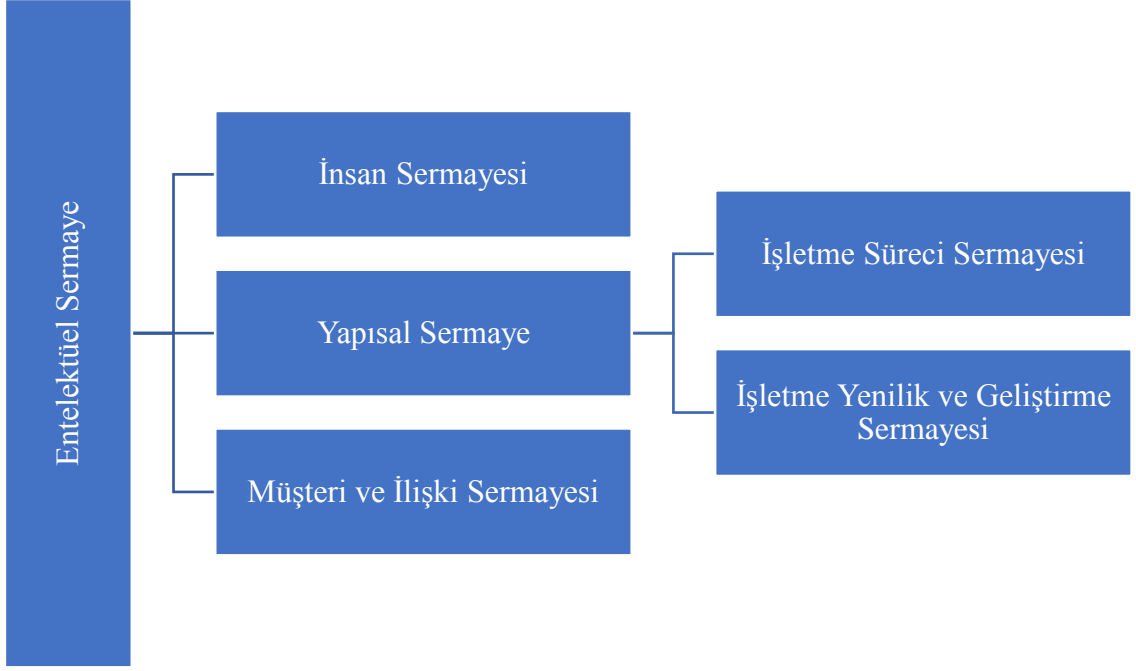 Entelektüel Sermaye
İnsan Sermayesi
Yapısal Sermaye
Müşteri ve İlişki Sermayesi
İşletme Süreci Sermayesi
İşletme Yenilik ve Geliştirme
Sermayesi